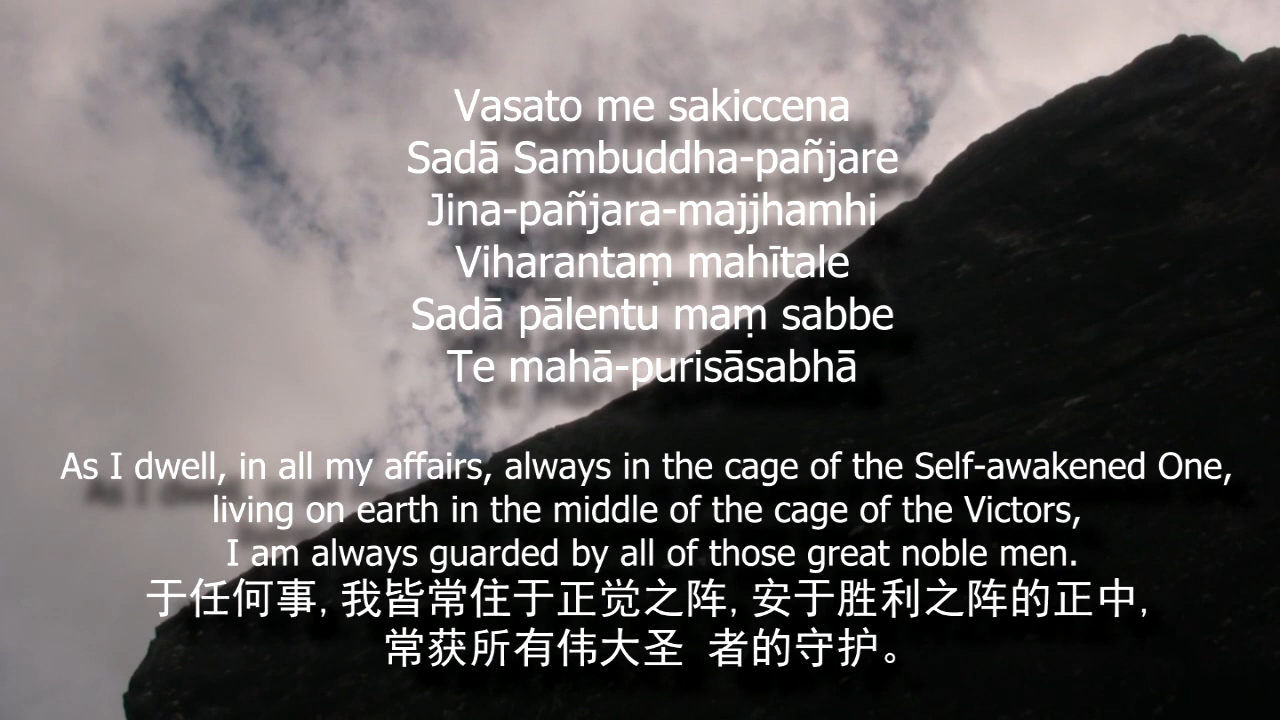 Vasato me sakiccena
Sadā Sambuddha-pañjare
Jina-pañjara-majjhamhi
Viharantaṃ mahītale
Sadā pālentu maṃ sabbe
Te mahā-purisāsabhā
As I dwell, in all my affairs, always in the cage of the Self-awakened One,
living on earth in the middle of the cage of the Victors,
I am always guarded by all of those great noble men.
于任何事,我皆常住于正觉之阵,安于胜利之阵的正中,
常获所有伟大圣 者的守护。